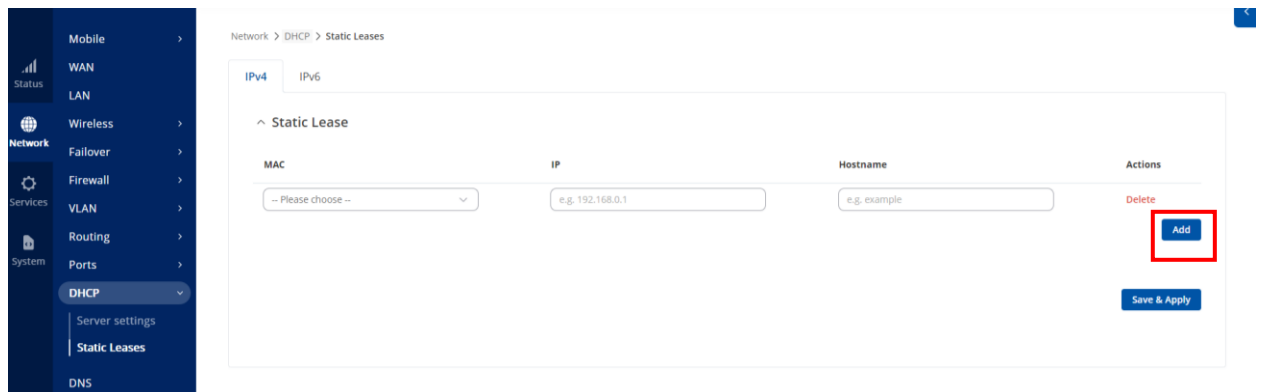 Status
Network
Services
System
Mobile
WAN
LAN
Wireless
Failover
Firewall
VLAN
Routing
Ports
DHCP
Server settings
Static Leases
DNS
Network > DHCP > Static Leases
IPv4 IPv6
Static Lease
MAC IP Hostname Actions
-- Please choose -- e.g. 192.168.0.1 e.g. example Delete
Add
Save & Apply